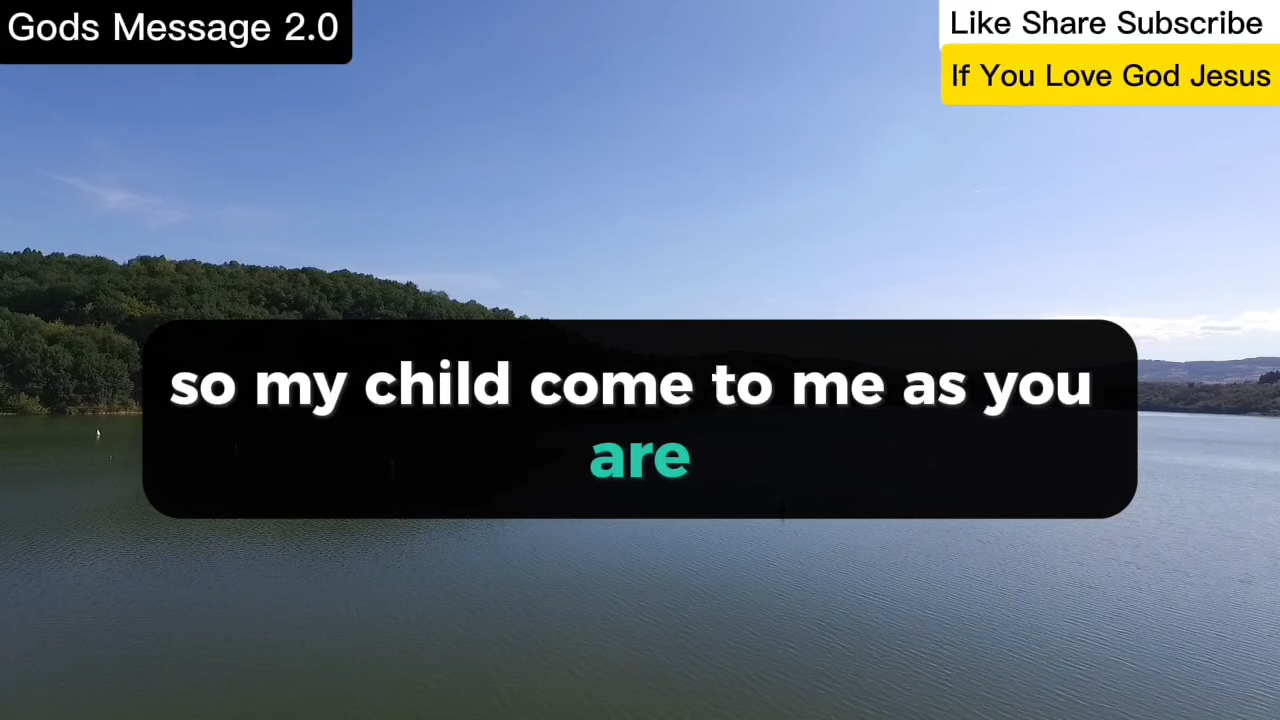 Gods Message 2.0
Like Share Subscribe
If You Love God Jesus
so my child come to me as you
are